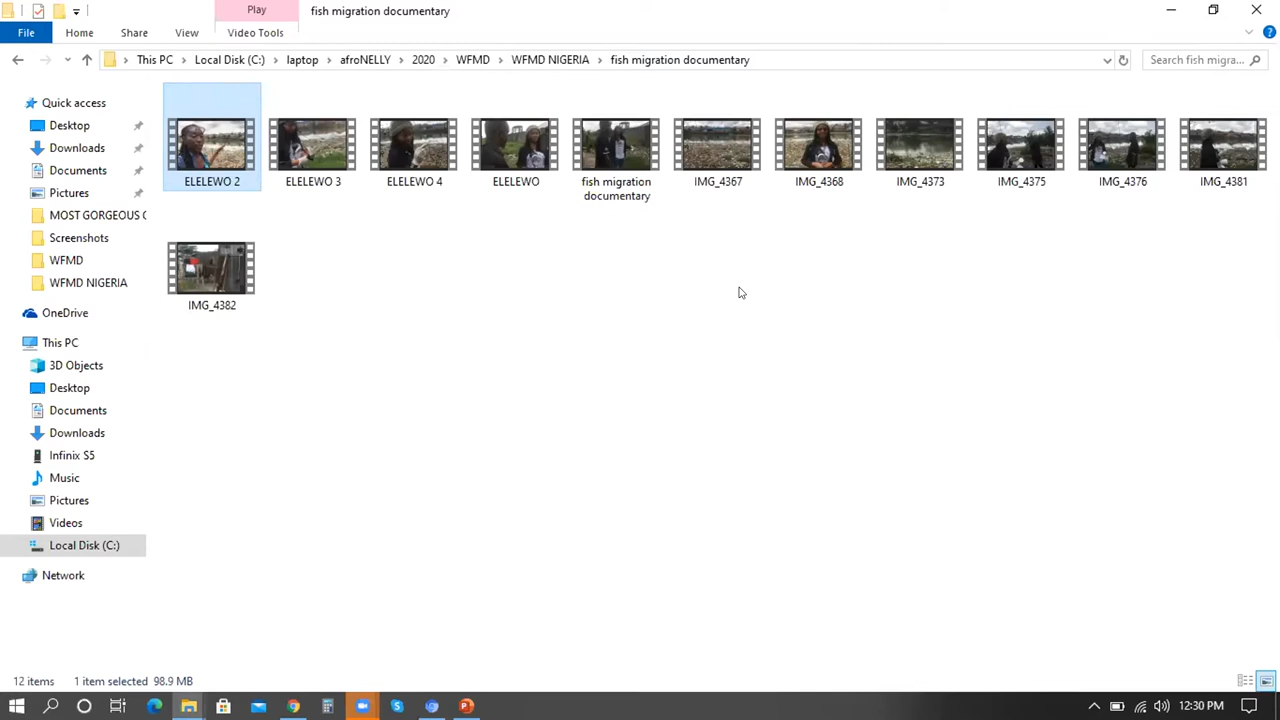 Play
fish migration documentary
File
Home
Share
View
Video Tools
This PC
Local Disk (C:)
laptop
afroNELLY
2020
WFMD
WFMD NIGERIA
fish migration documentary
Search fish migra...
Quick access
Desktop
Downloads
Documents
Pictures
MOST GORGEOUS
Screenshots
WFMD
WFMD NIGERIA
OneDrive
This PC
3D Objects
Desktop
Documents
Downloads
Infinix S5
Music
Pictures
Videos
Local Disk (C:)
Network
ELELEWO 2
ELELEWO 3
ELELEWO 4
ELELEWO
fish migration
documentary
IMG_4367
IMG_4368
IMG_4373
IMG_4375
IMG_4376
IMG_4381
IMG_4382
12 items
1 item selected 98.9 MB
12:30 PM